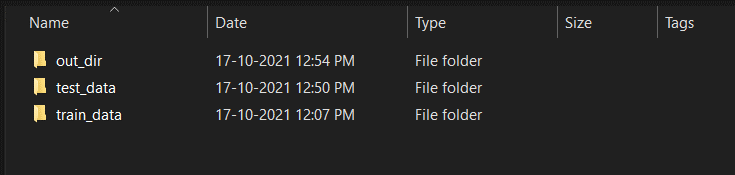 Name Date Type Size Tags
out_dir 17-10-2021 12:54 PM File folder
test_data 17-10-2021 12:50 PM File folder
train_data 17-10-2021 12:07 PM File folder